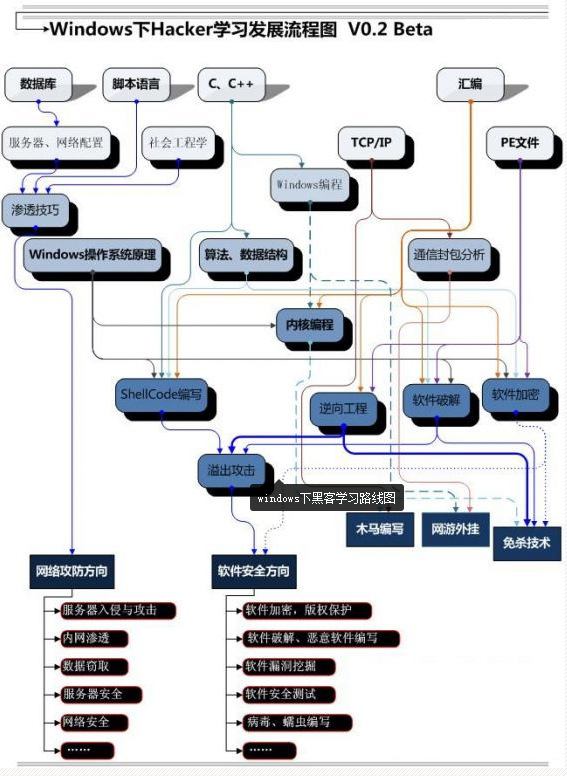 Windows下Hacker学习发展流程图 V0.2 Beta
数据库
脚本语言
C、C++
汇编
服务器、网络配置
社会工程学
TCP/IP
PE文件
Windows编程
渗透技巧
Windows操作系统原理
算法、数据结构
通信封包分析
内核编程
ShellCode编写
逆向工程
软件破解
软件加密
溢出攻击
windows下黑客学习路线图
木马编写
网游外挂
免杀技术
网络攻防方向
软件安全方向
服务器入侵与攻击
软件加密，版权保护
内网渗透
软件破解、恶意软件编写
数据窃取
软件漏洞挖掘
服务器安全
软件安全测试
网络安全
病毒、蠕虫编写
……
……